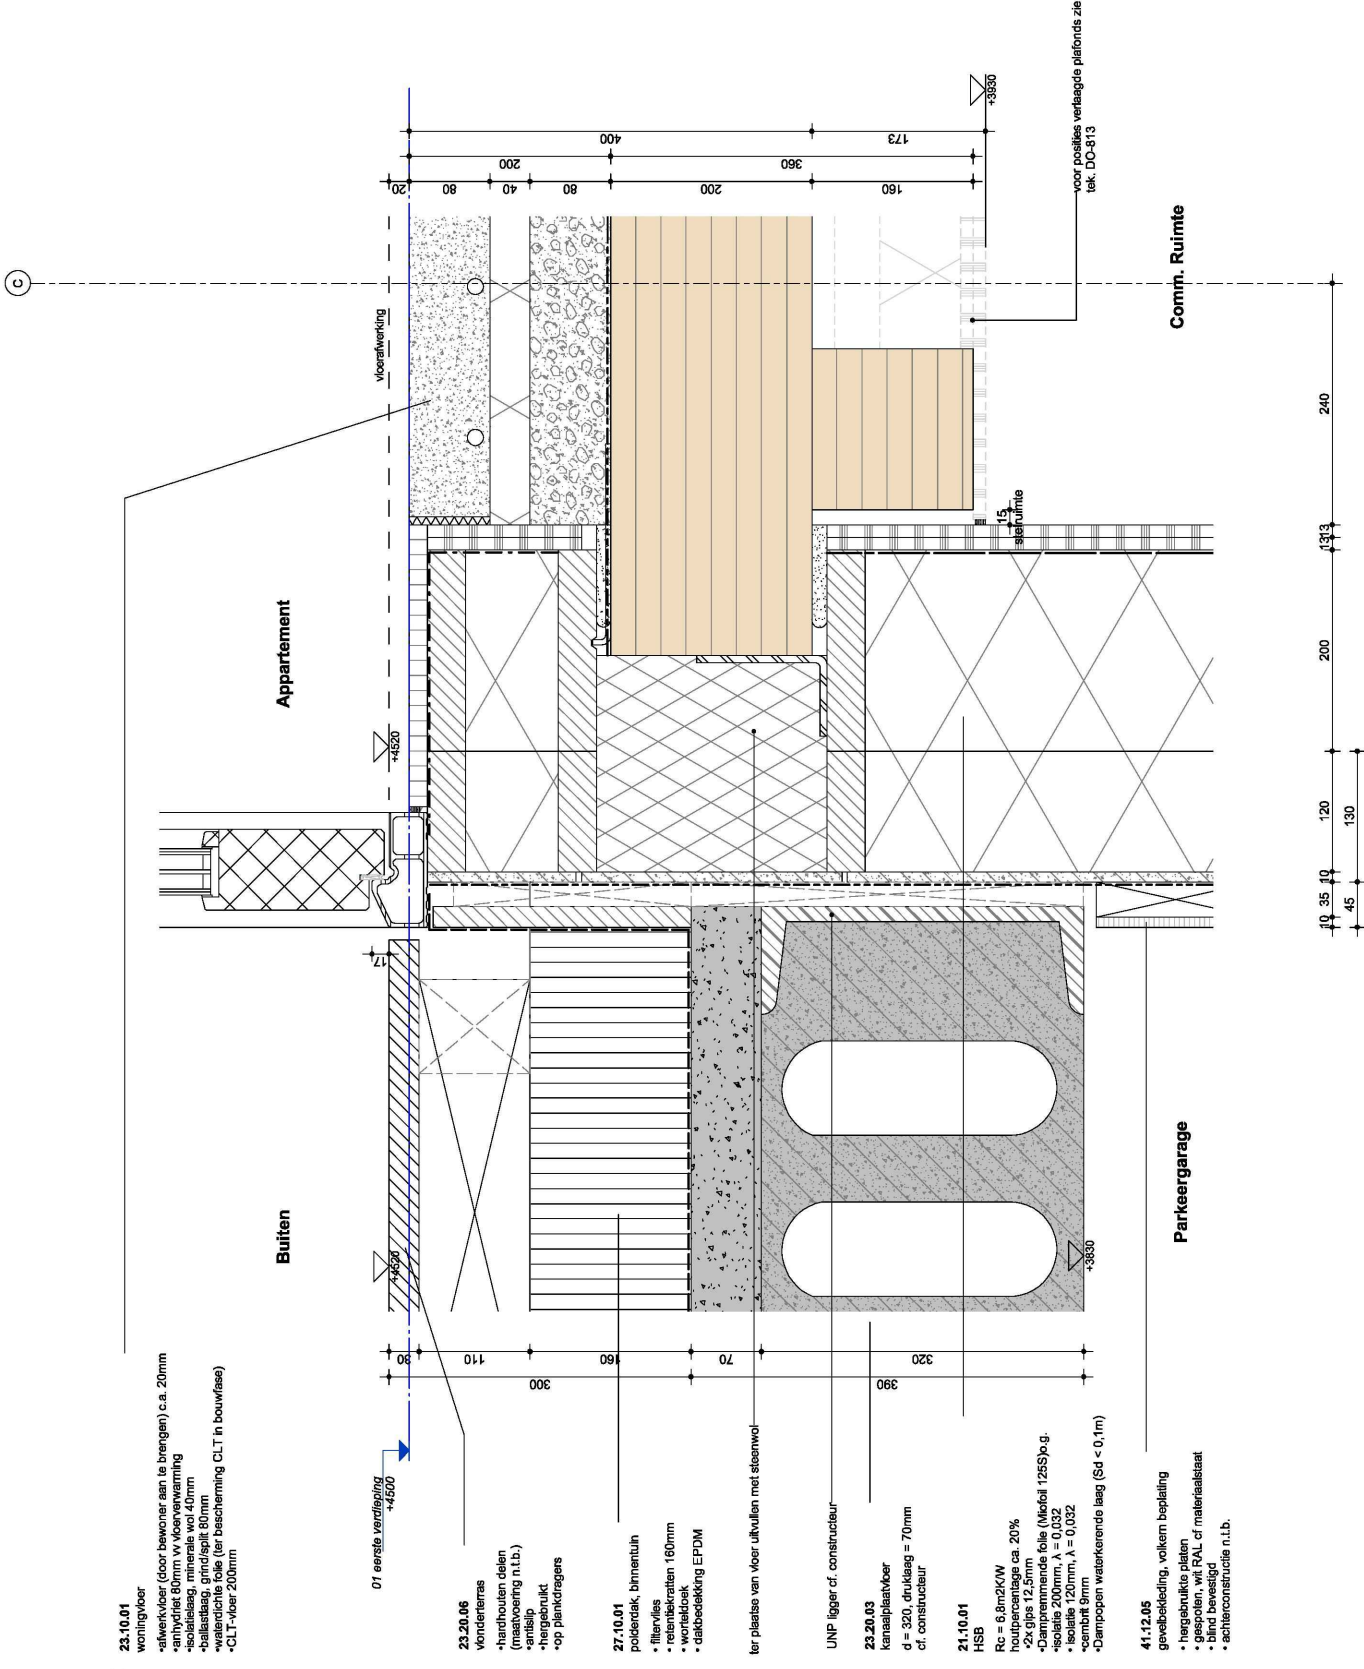 C
23.10.01
woningvloer
•afwerkvloer (door bewoner aan te brengen) c.a. 20mm
•anhydriet 80mm vv vloerverwarming
•isolatielaag, minerale wol 40mm
•ballastlaag, grind/split 80mm
•waterdichte folie (ter bescherming CLT in bouwfase)
•CLT-vloer 200mm
01 eerste verdieping
+4500
23.20.06
vlonderterras
•hardhouten delen
(maatvoering n.t.b.)
•antislip
•hergebruikt
•op plankdragers
27.10.01
polderdak, binnentuin
• filtervlies
• retentiekratten 160mm
• worteldoek
• dakbedekking EPDM
ter plaatse van vloer uitvullen met steenwol
UNP ligger cf. constructeur
23.20.03
kanaalplaatvloer
d = 320, druklaag = 70mm
cf. constructeur
21.10.01
HSB
Rc = 6,8m2K/W
houtpercentage ca. 20%
•2x gips 12,5mm
•Dampremmende folie (Miofoil 125S)o.g.
•isolatie 200mm, λ = 0,032
• isolatie 120mm, λ = 0,032
•cembrit 9mm
•Dampopen waterkerende laag (Sd < 0,1m)
41.12.05
gevelbekleding, volkern beplating
• hergebruikte platen
• gespoten, wit RAL of materiaalstaat
• blind bevestigd
• achterconstructie n.t.b.
Buiten
Appartement
Parkeergarage
Comm. Ruimte
vloerafwerking
+4520
+4520
+3830
+3930
17
15
stelruimte
voor posities verlaagde plafonds zie
tek. DO-813
30
110
160
70
320
300
390
20
80
40
80
200
160
200
360
400
173
10
35
10
120
200
13
13
240
45
130